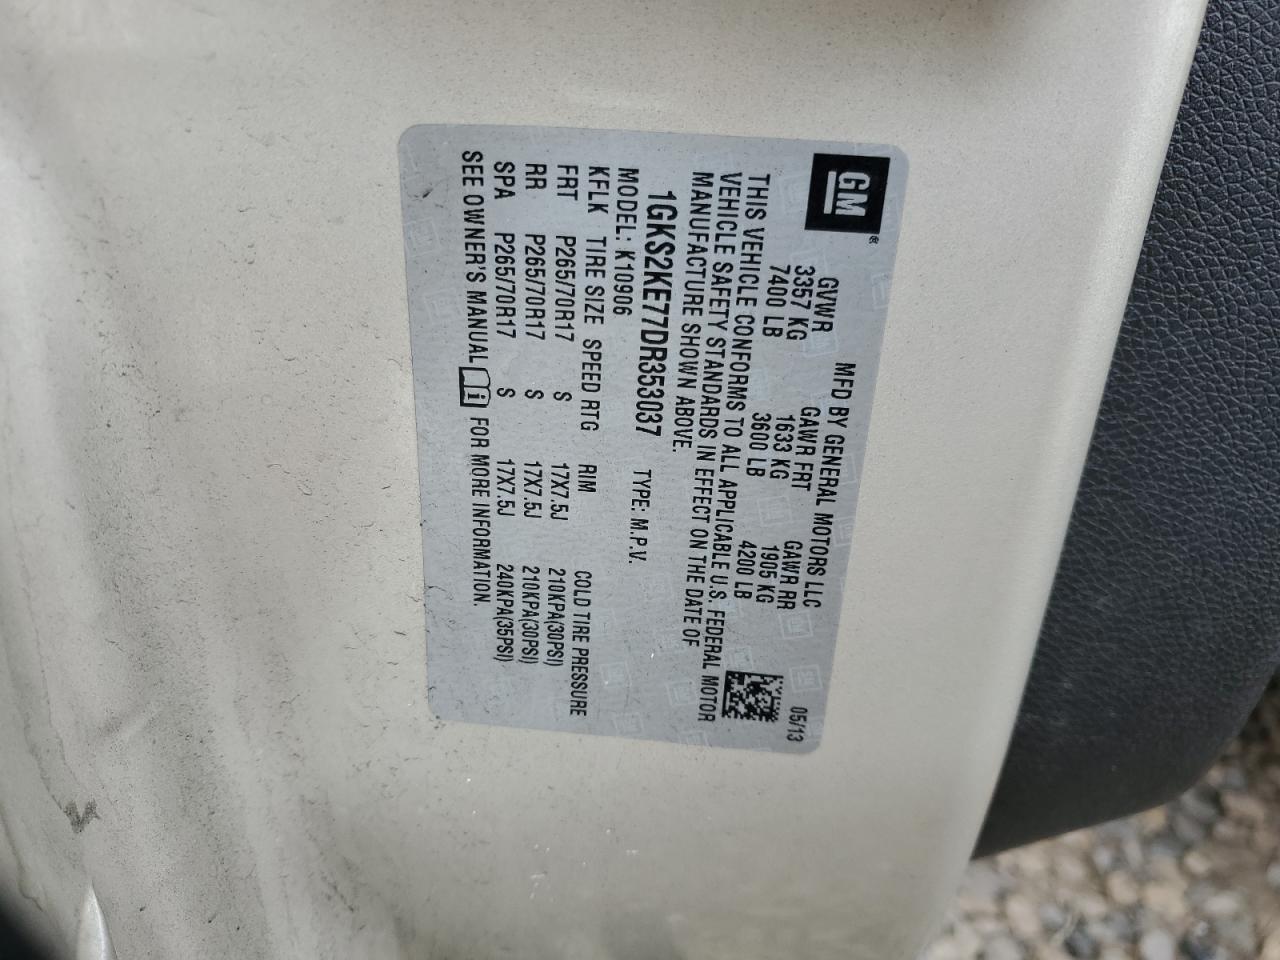 GM®
MFD BY GENERAL MOTORS LLC 05/13
GVWR GAWR FRT GAWR RR
3357 KG 1633 KG 1905 KG
7400 LB 3600 LB 4200 LB
THIS VEHICLE CONFORMS TO ALL APPLICABLE U.S. FEDERAL MOTOR
VEHICLE SAFETY STANDARDS IN EFFECT ON THE DATE OF
MANUFACTURE SHOWN ABOVE.
1GKS2KE77DR353037 TYPE: M.P.V.
MODEL: K10906
KFLK TIRE SIZE SPEED RTG RIM COLD TIRE PRESSURE
FRT P265/70R17 S 17X7.5J 210KPA(30PSI)
RR P265/70R17 S 17X7.5J 210KPA(30PSI)
SPA P265/70R17 S 17X7.5J 240KPA(35PSI)
SEE OWNER'S MANUAL FOR MORE INFORMATION.